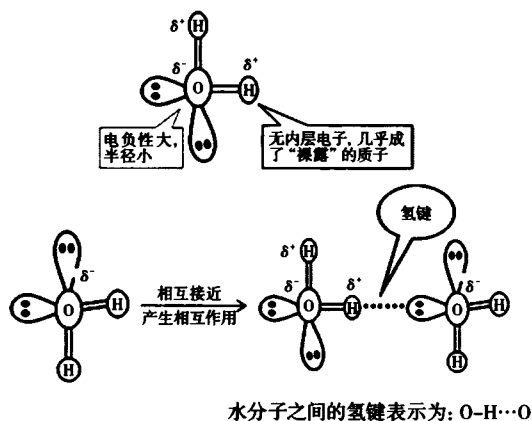 δ⁺ H
δ⁻ δ⁺
O H
电负性大，
半径小
无内层电子，几乎成
了“裸露”的质子
氢键
δ⁻
O H
H
相互接近
产生相互作用
δ⁺ H
δ⁻ δ⁺
O H
δ⁻
O H
H
水分子之间的氢键表示为：O-H…O